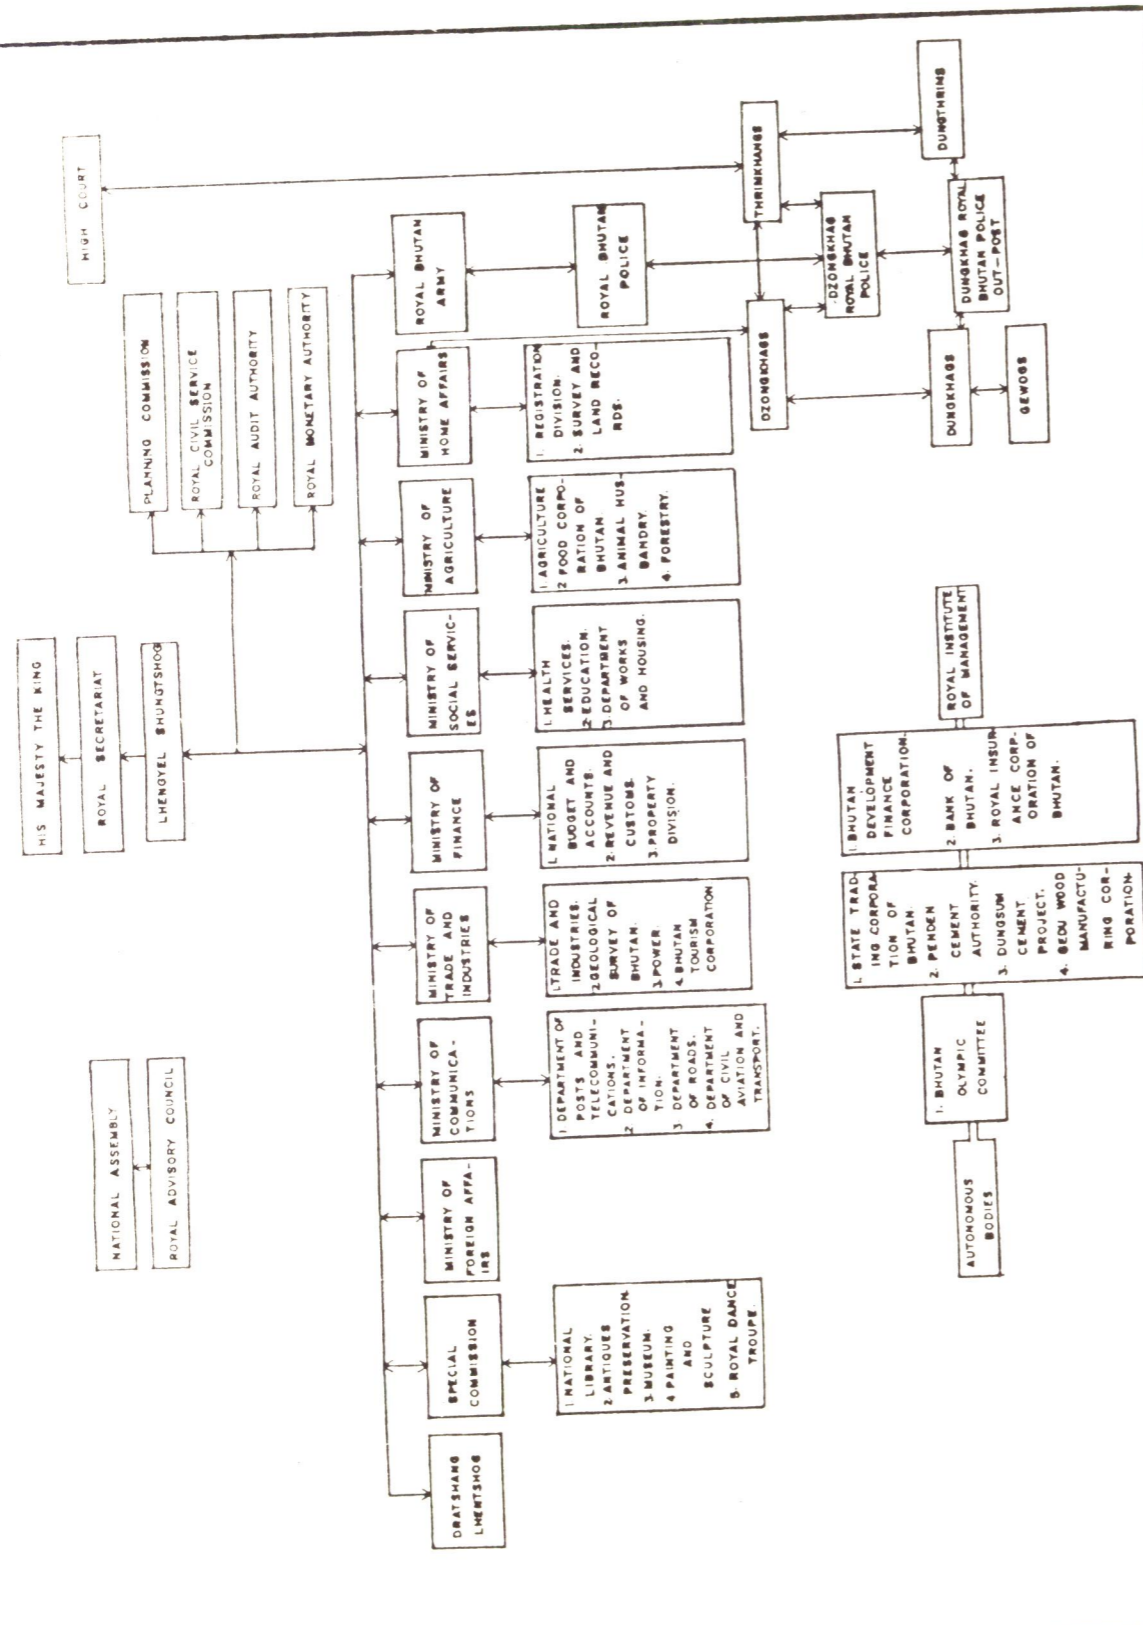 HIS MAJESTY THE KING
ROYAL SECRETARIAT
LHENGYEL SHUNGTSHOG
NATIONAL ASSEMBLY
ROYAL ADVISORY COUNCIL
HIGH COURT
PLANNING COMMISSION
ROYAL CIVIL SERVICE
COMMISSION
ROYAL AUDIT AUTHORITY
ROYAL MONETARY AUTHORITY
DRATSHANG
LHENTSHOG
SPECIAL
COMMISSION
MINISTRY OF
FOREIGN AFFA-
IRS
MINISTRY OF
COMMUNICA-
TIONS
MINISTRY OF
TRADE AND
INDUSTRIES
MINISTRY OF
FINANCE
MINISTRY OF
SOCIAL SERVIC-
ES
MINISTRY OF
AGRICULTURE
MINISTRY OF
HOME AFFAIRS
ROYAL BHUTAN
ARMY
1. NATIONAL
LIBRARY.
2. ANTIQUES
PRESERVATION.
3. MUSEUM.
4 PAINTING
AND
SCULPTURE
5. ROYAL DANCE
TROUPE.
1. DEPARTMENT OF
POSTS AND
TELECOMMUNI-
CATIONS.
2 DEPARTMENT
OF INFORMA-
TION.
3 DEPARTMENT
OF ROADS.
4. DEPARTMENT
OF CIVIL
AVIATION AND
TRANSPORT.
1. TRADE AND
INDUSTRIES.
2. GEOLOGICAL
SURVEY OF
BHUTAN.
3. POWER.
4. BHUTAN
TOURISM
CORPORATION
1. NATIONAL
BUDGET AND
ACCOUNTS.
2. REVENUE AND
CUSTOMS.
3. PROPERTY
DIVISION.
1. HEALTH
SERVICES.
2. EDUCATION.
3. DEPARTMENT
OF WORKS
AND HOUSING.
1. AGRICULTURE
2 FOOD CORPO-
RATION OF
BHUTAN
3. ANIMAL HUS-
BANDRY.
4. FORESTRY.
1. REGISTRATION
DIVISION.
2. SURVEY AND
LAND RECO-
RDS.
ROYAL BHUTAN
POLICE
DZONGKHAGS
THRIMKHANGS
DZONGKHAG
ROYAL BHUTAN
POLICE
DUNGKHAGS
DUNGKHAG ROYAL
BHUTAN POLICE
OUT-POST
DUNGTHRIMS
GEWOGS
AUTONOMOUS
BODIES
1. BHUTAN
OLYMPIC
COMMITTEE
1. STATE TRAD-
ING CORPORA-
TION OF
BHUTAN.
2. PENDEN
CEMENT
AUTHORITY.
3. DUNGSUM
CEMENT
PROJECT.
4. GEDU WOOD
MANUFACTU-
RING COR-
PORATION.
1. BHUTAN
DEVELOPMENT
FINANCE
CORPORATION.
2. BANK OF
BHUTAN.
3. ROYAL INSUR-
ANCE CORP-
ORATION OF
BHUTAN.
ROYAL INSTITUTE
OF MANAGEMENT